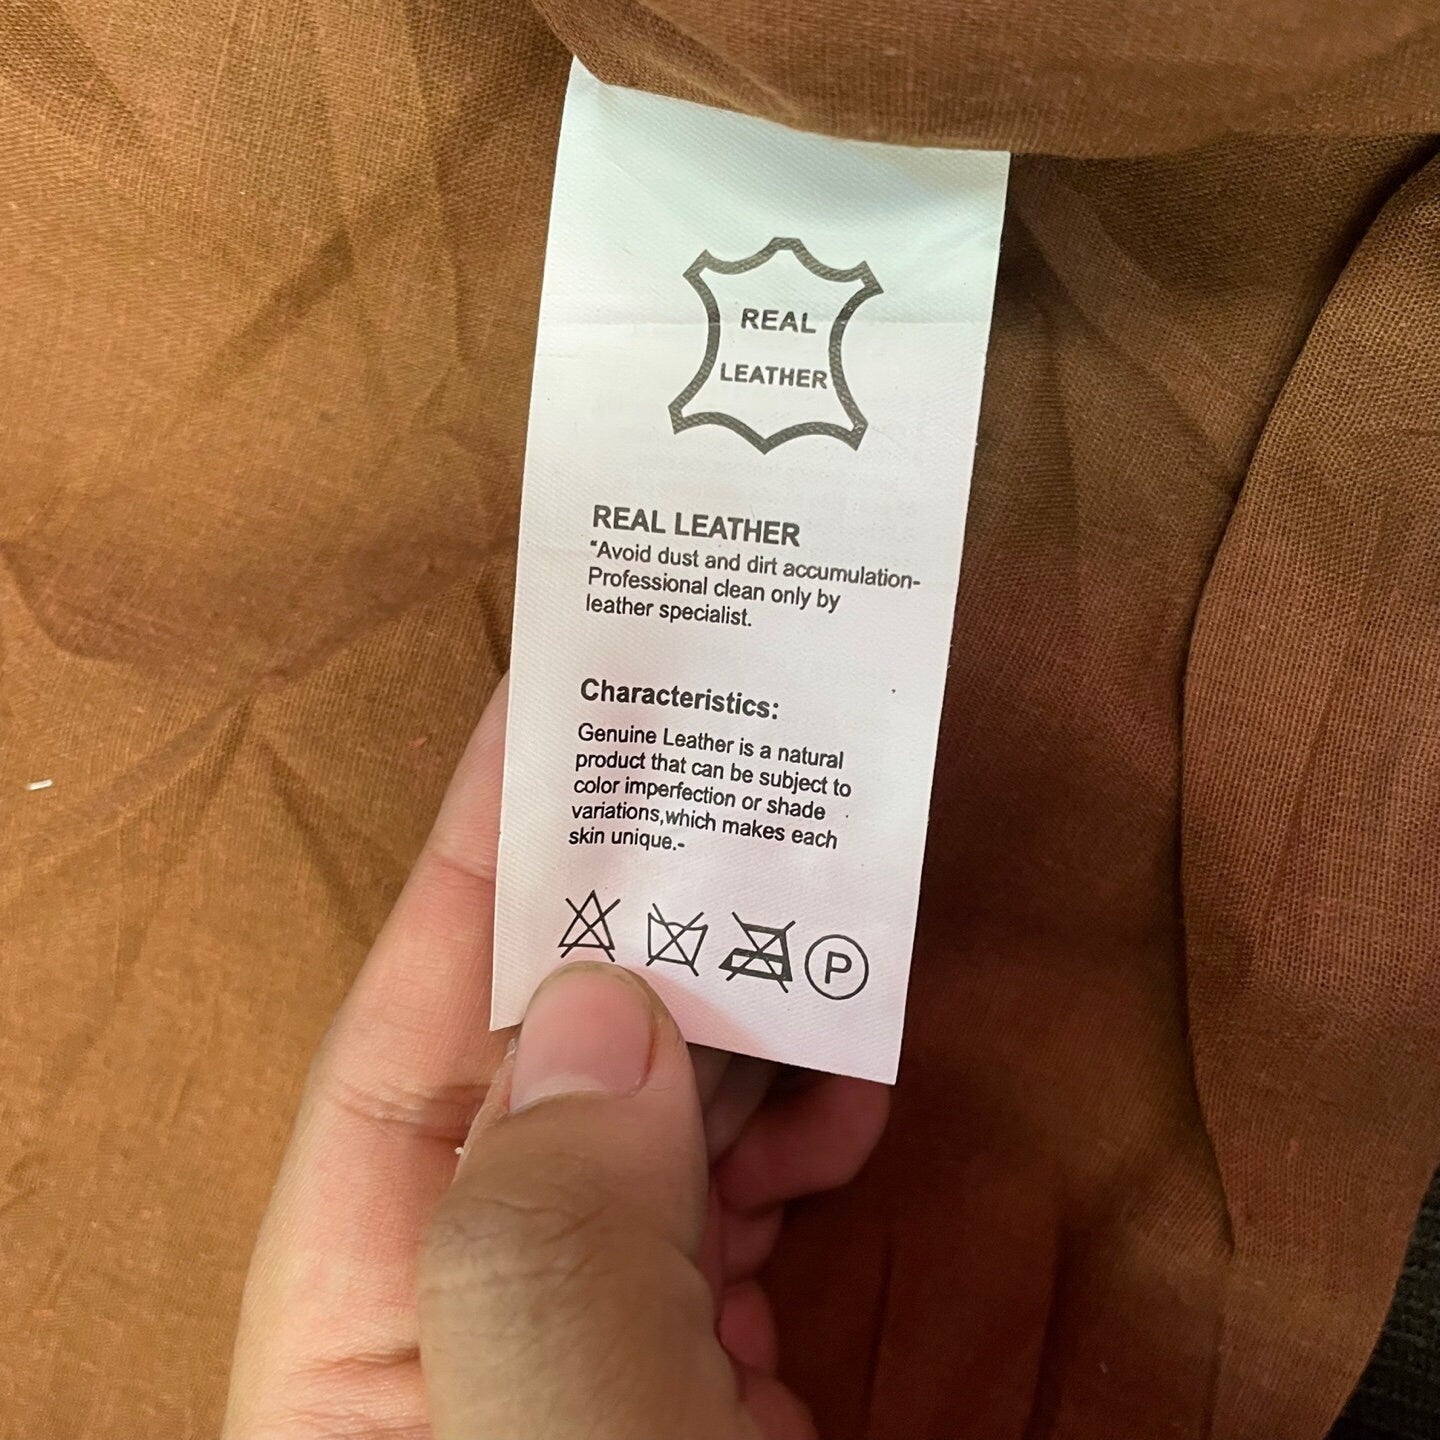 REAL
LEATHER
REAL LEATHER
“Avoid dust and dirt accumulation-
Professional clean only by
leather specialist.
Characteristics:
Genuine Leather is a natural
product that can be subject to
color imperfection or shade
variations,which makes each
skin unique.-
P